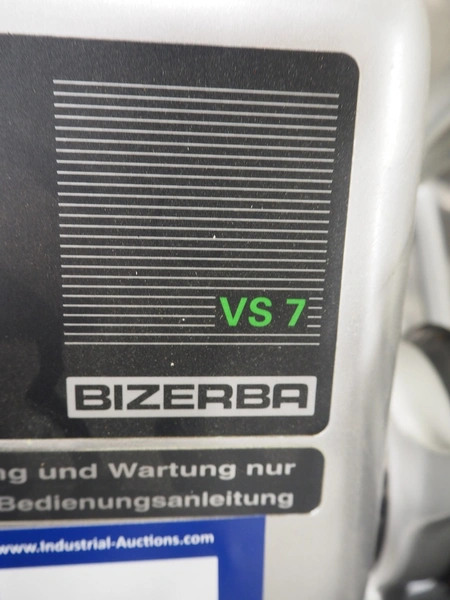 VS 7
BIZERBA
ng und Wartung nur
Bedienungsanleitung
www.Industrial-Auctions.com